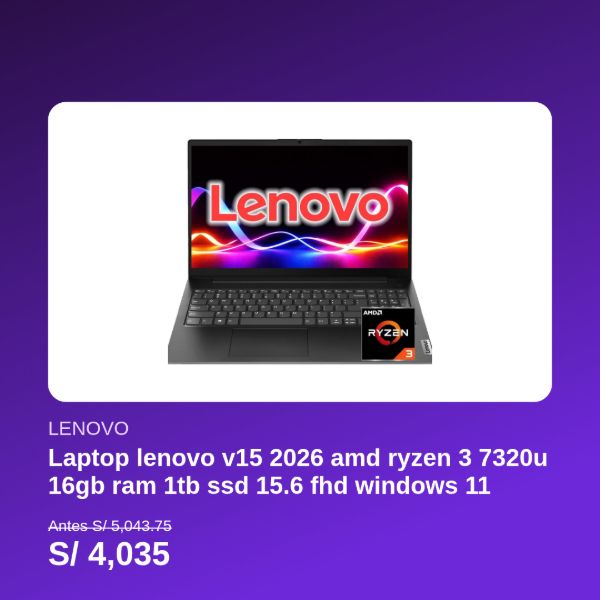 Lenovo
AMD
RYZEN
3
Lenovo
LENOVO
Laptop lenovo v15 2026 amd ryzen 3 7320u
16gb ram 1tb ssd 15.6 fhd windows 11
Antes S/ 5,043.75
S/ 4,035